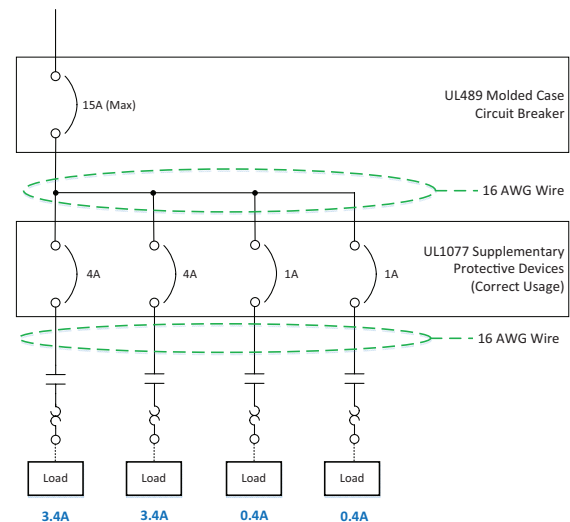 UL489 Molded Case
Circuit Breaker
15A (Max)
16 AWG Wire
UL1077 Supplementary
Protective Devices
(Correct Usage)
4A
4A
1A
1A
16 AWG Wire
Load
Load
Load
Load
3.4A
3.4A
0.4A
0.4A